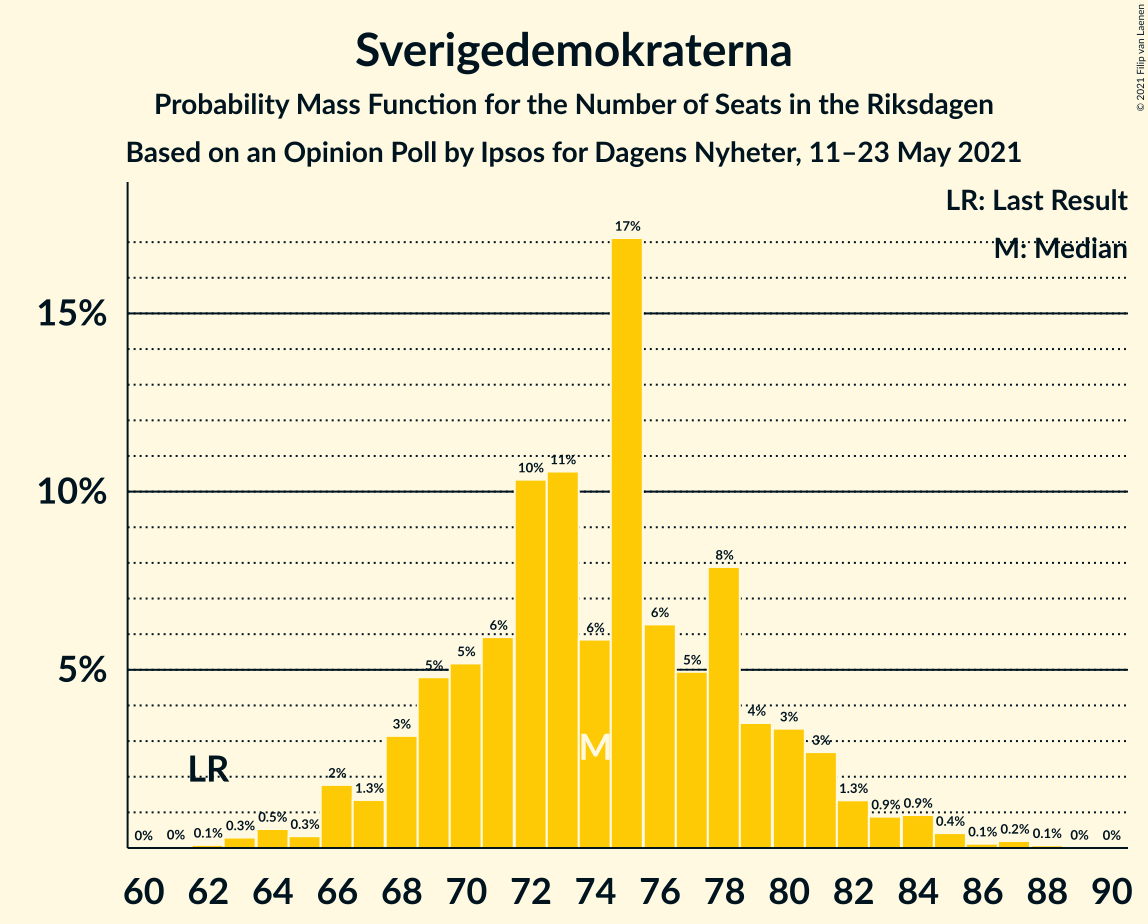 Sverigedemokraterna
Probability Mass Function for the Number of Seats in the Riksdagen
Based on an Opinion Poll by Ipsos for Dagens Nyheter, 11–23 May 2021
© 2021 Filip van Laenen
LR: Last Result
M: Median
15%
10%
5%
0% 0% 0.1% 0.3% 0.5% 0.3% 2% 1.3% 3% 5% 5% 6% 10% 11% 6% 17% 6% 5% 8% 4% 3% 3% 1.3% 0.9% 0.9% 0.4% 0.1% 0.2% 0.1% 0% 0%
LR
M
60 62 64 66 68 70 72 74 76 78 80 82 84 86 88 90